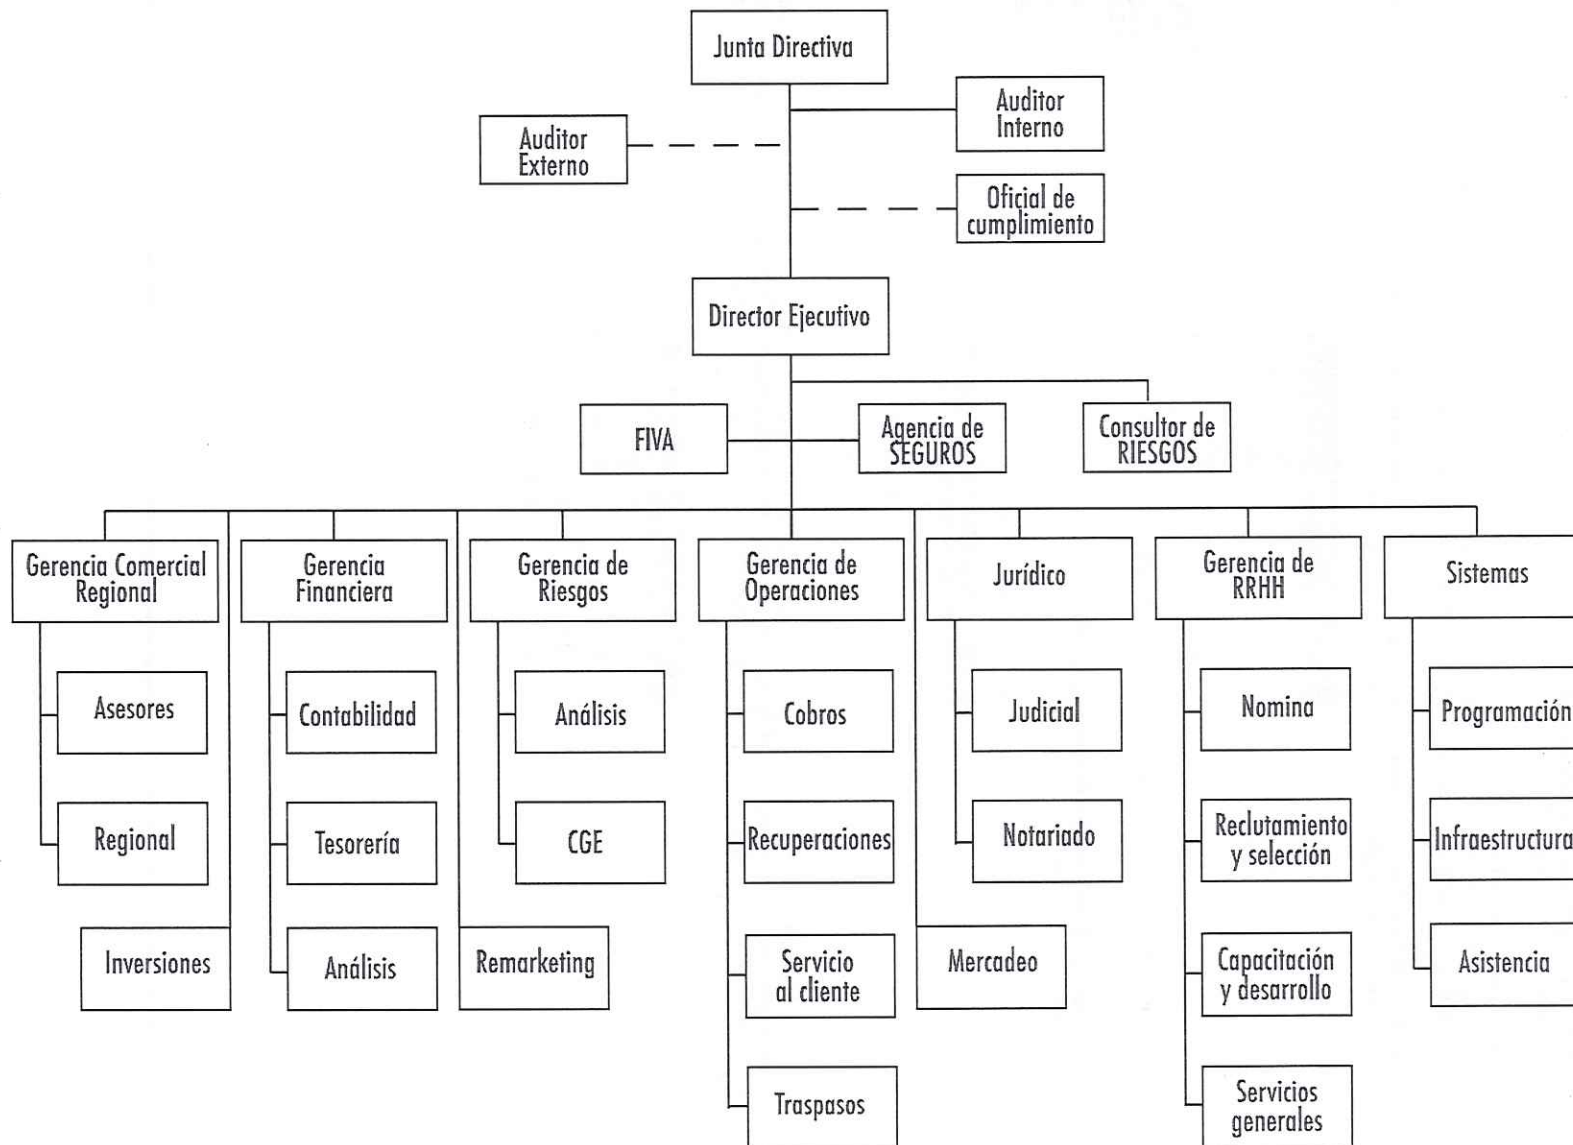 Junta Directiva
Auditor
Interno
Auditor
Externo
Oficial de
cumplimiento
Director Ejecutivo
FIVA
Agencia de
SEGUROS
Consultor de
RIESGOS
Gerencia Comercial
Regional
Gerencia
Financiera
Gerencia de
Riesgos
Gerencia de
Operaciones
Jurídico
Gerencia de
RRHH
Sistemas
Asesores
Contabilidad
Análisis
Cobros
Judicial
Nomina
Programación
Regional
Tesorería
CGE
Recuperaciones
Notariado
Reclutamiento
y selección
Infraestructura
Inversiones
Análisis
Remarketing
Servicio
al cliente
Mercadeo
Capacitación
y desarrollo
Asistencia
Traspasos
Servicios
generales